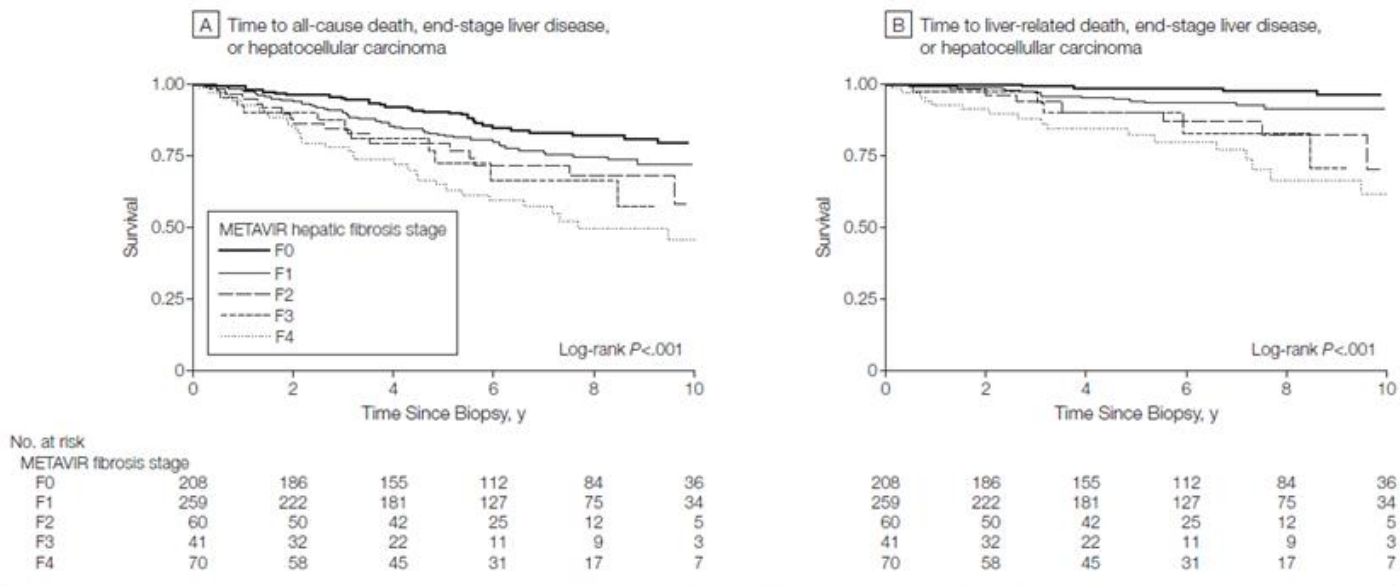 A Time to all-cause death, end-stage liver disease,
or hepatocellular carcinoma
1.00
0.75
0.50
0.25
0
Survival
METAVIR hepatic fibrosis stage
F0
F1
F2
F3
F4
Log-rank P<.001
0 2 4 6 8 10
Time Since Biopsy, y
B Time to liver-related death, end-stage liver disease,
or hepatocellullar carcinoma
1.00
0.75
0.50
0.25
0
Survival
Log-rank P<.001
0 2 4 6 8 10
Time Since Biopsy, y
No. at risk
METAVIR fibrosis stage
F0 208 186 155 112 84 36 208 186 155 112 84 36
F1 259 222 181 127 75 34 259 222 181 127 75 34
F2 60 50 42 25 12 5 60 50 42 25 12 5
F3 41 32 22 11 9 3 41 32 22 11 9 3
F4 70 58 45 31 17 7 70 58 45 31 17 7